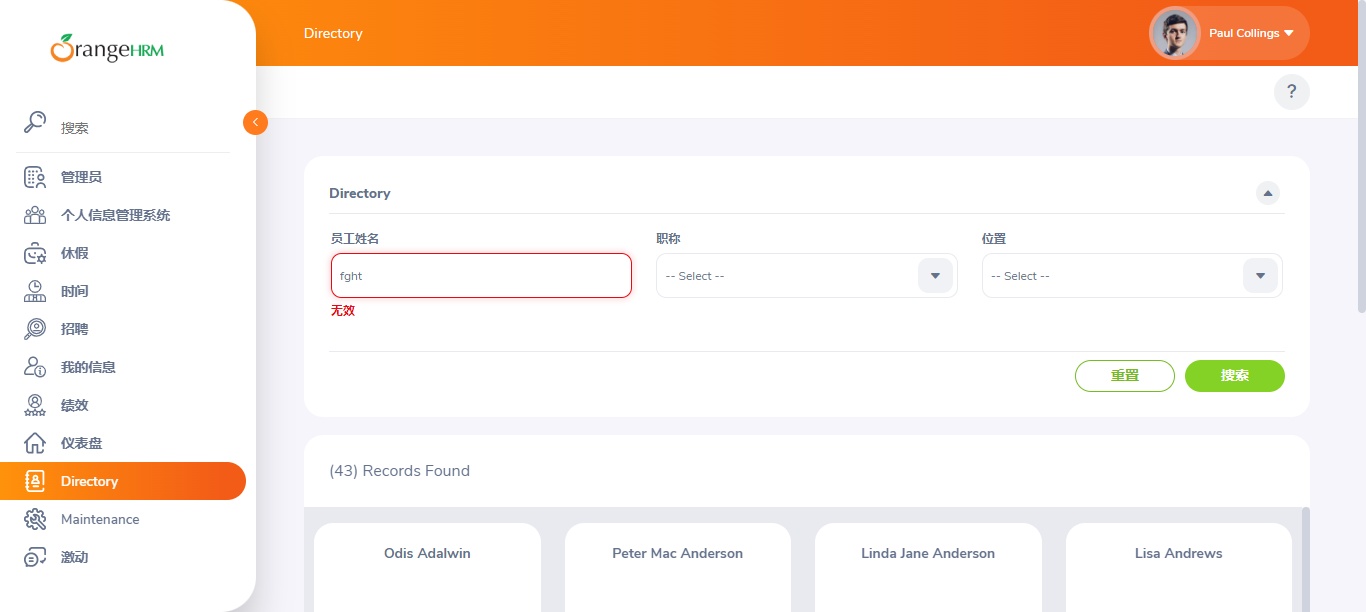 OrangeHRM
Directory
Paul Collings
?
搜索
管理员
个人信息管理系统
休假
时间
招聘
我的信息
绩效
仪表盘
Directory
Maintenance
激动
Directory
员工姓名
职称
位置
fght
-- Select --
-- Select --
无效
重置
搜索
(43) Records Found
Odis Adalwin
Peter Mac Anderson
Linda Jane Anderson
Lisa Andrews